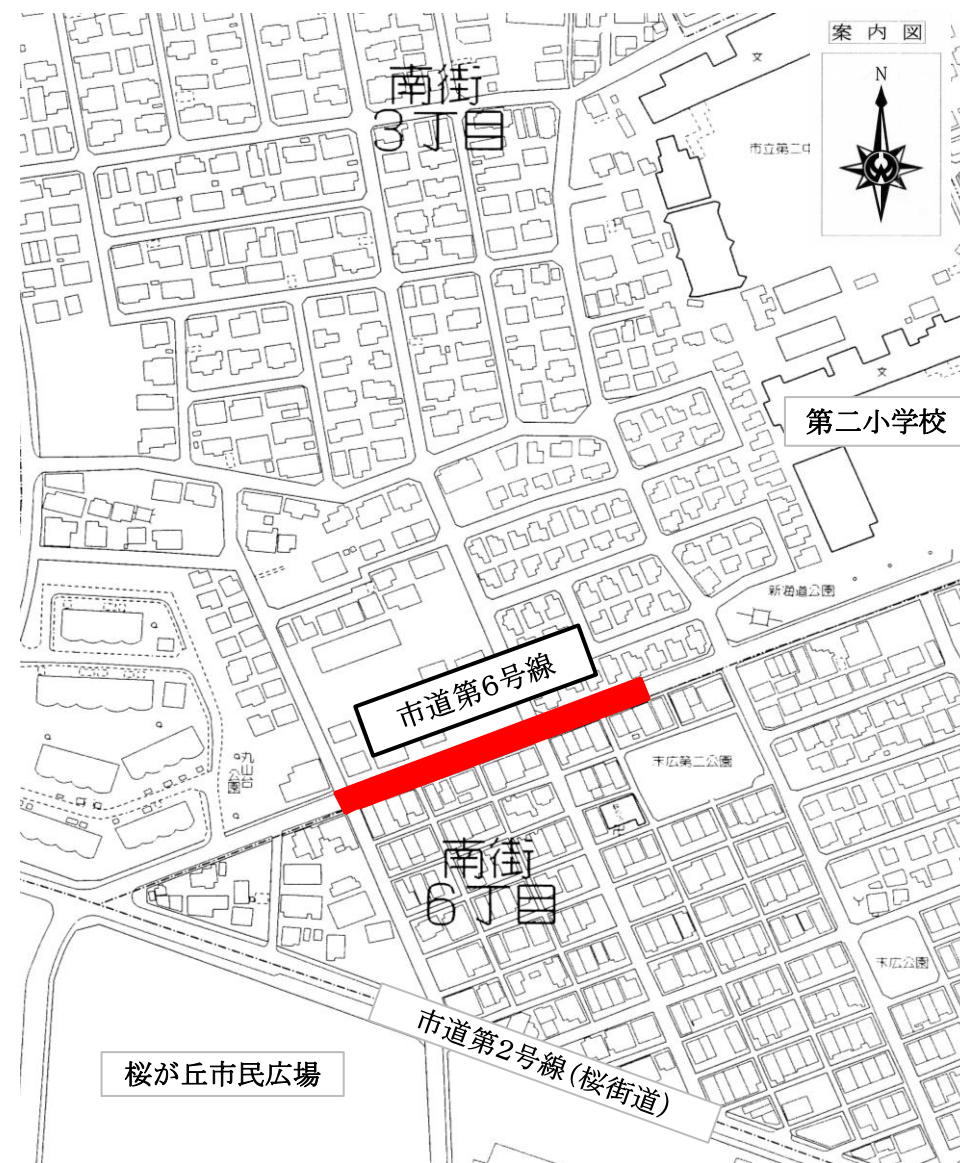 案内図
N
南街
3丁目
文
市立第二中
文
第二小学校
新海道公園
市道第6号線
丸山台
公園
末広第二公園
南街
6丁目
末広公園
市道第2号線(桜街道)
桜が丘市民広場